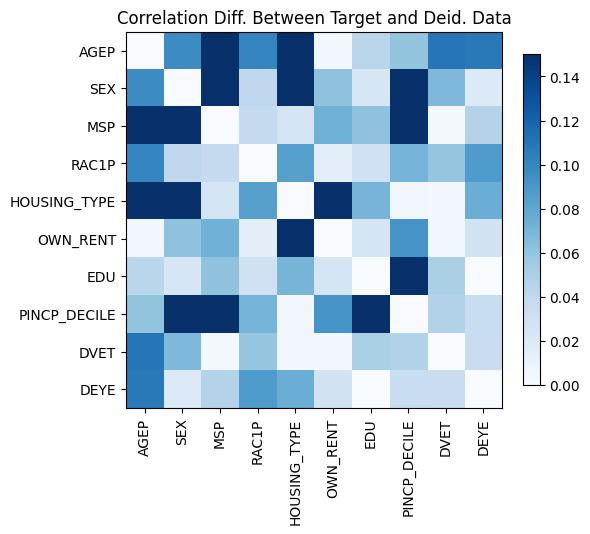 Correlation Diff. Between Target and Deid. Data
AGEP
SEX
MSP
RAC1P
HOUSING_TYPE
OWN_RENT
EDU
PINCP_DECILE
DVET
DEYE
AGEP
SEX
MSP
RAC1P
HOUSING_TYPE
OWN_RENT
EDU
PINCP_DECILE
DVET
DEYE
0.14
0.12
0.10
0.08
0.06
0.04
0.02
0.00